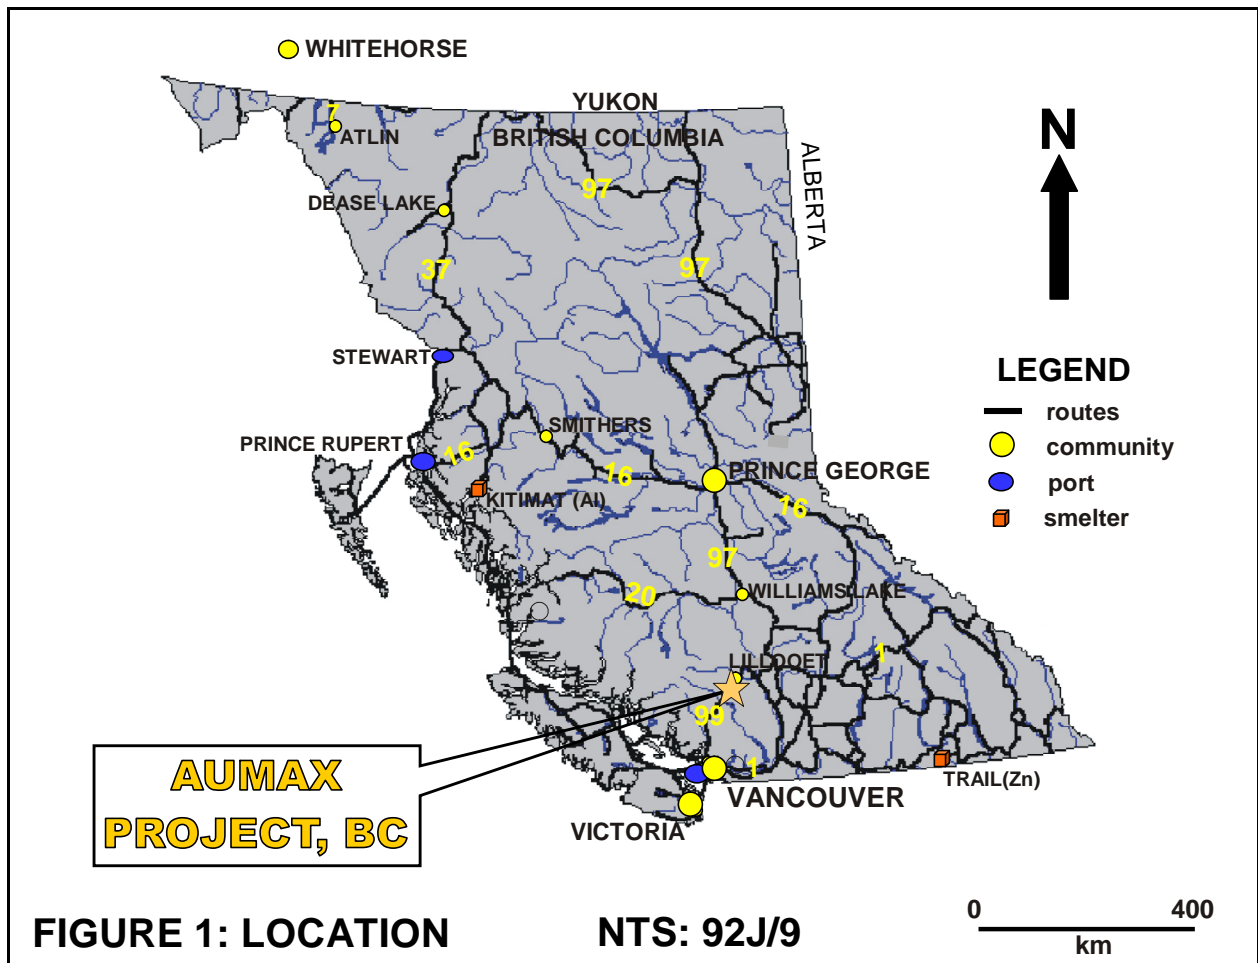 WHITEHORSE
YUKON
7
ATLIN
BRITISH COLUMBIA
ALBERTA
N
97
DEASE LAKE
37
97
STEWART
LEGEND
routes
community
port
smelter
SMITHERS
PRINCE RUPERT
16
16
PRINCE GEORGE
KITIMAT (Al)
16
97
20
WILLIAMS LAKE
1
LILLOOET
99
AUMAX
PROJECT, BC
1
TRAIL(Zn)
VANCOUVER
VICTORIA
FIGURE 1: LOCATION
NTS: 92J/9
0 400
km